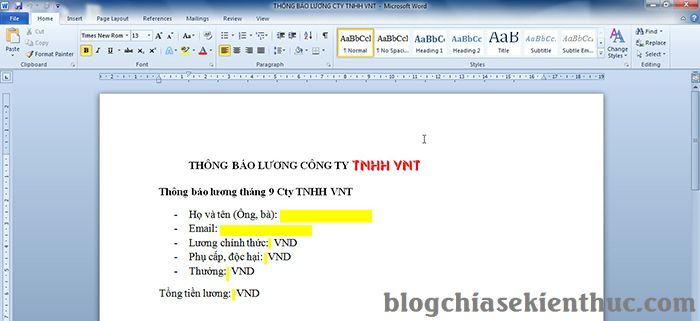 THÔNG BÁO LƯƠNG CTY TNHH VNT - Microsoft Word
File Home Insert Page Layout References Mailings Review View
Cut
Copy
Paste
Format Painter
Clipboard
Times New Rom 13
Font
Paragraph
AaBbCcI AaBbCcI AaBbC AaBbCc AaB AaBbCc. AaBbCcL
¶ Normal ¶ No Spaci... Heading 1 Heading 2 Title Subtitle Subtle Em...
Change Styles
Styles
Find
Replace
Select
Editing
THÔNG BÁO LƯƠNG CÔNG TY TNHH VNT
Thông báo lương tháng 9 Cty TNHH VNT
- Họ và tên (Ông, bà):
- Email:
- Lương chính thức: VND
- Phụ cấp, độc hại: VND
- Thưởng: VND
Tổng tiền lương: VND
blogchiasekienthuc.com